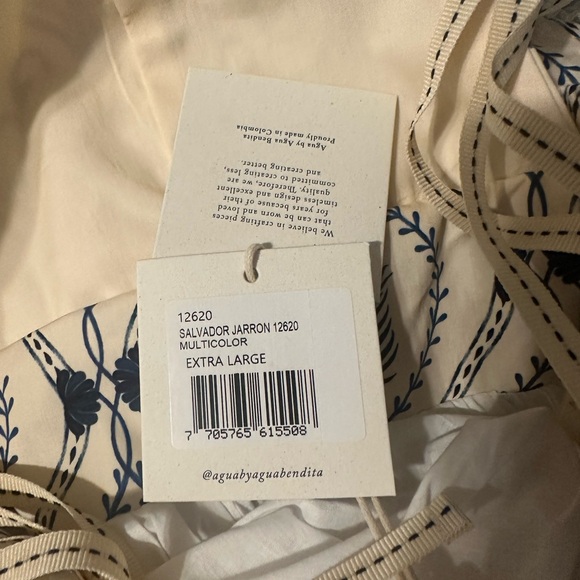 We believe in crafting pieces
that can be worn and loved
for years because of their
timeless design and excellent
quality. Therefore, we are
committed to creating less,
and creating better.
Agua by Agua Bendita
Proudly made in Colombia
12620
SALVADOR JARRON 12620
MULTICOLOR
EXTRA LARGE
7 705765 615508
@aguabyaguabendita